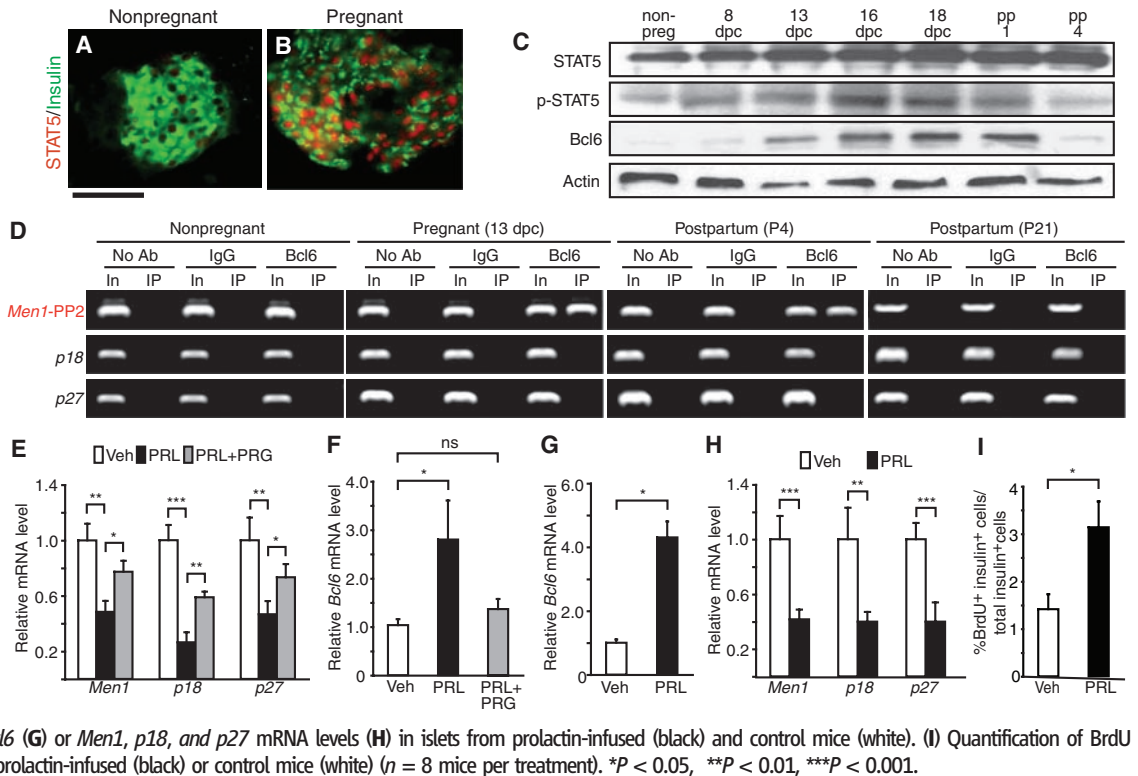 Nonpregnant Pregnant
A B
STAT5/Insulin
C
non-preg 8 dpc 13 dpc 16 dpc 18 dpc pp 1 pp 4
STAT5
p-STAT5
Bcl6
Actin
D
Nonpregnant Pregnant (13 dpc) Postpartum (P4) Postpartum (P21)
No Ab IgG Bcl6 No Ab IgG Bcl6 No Ab IgG Bcl6 No Ab IgG Bcl6
In IP In IP In IP In IP In IP In IP In IP In IP In IP In IP In IP In IP
Men1-PP2
p18
p27
E
Veh PRL PRL+PRG
Relative mRNA level
1.4
1.0
0.6
0.2
** * *** ** ** *
Men1 p18 p27
F
ns
*
Relative Bcl6 mRNA level
4.0
3.0
2.0
1.0
0
Veh PRL PRL+
PRG
G
*
Relative Bcl6 mRNA level
6.0
4.0
2.0
0
Veh PRL
H
Veh PRL
Relative mRNA level
1.4
1.0
0.6
0.2
*** ** ***
Men1 p18 p27
I
*
%BrdU+ insulin+ cells/
total insulin+cells
4
3
2
1
0
Veh PRL
cl6 (G) or Men1, p18, and p27 mRNA levels (H) in islets from prolactin-infused (black) and control mice (white). (I) Quantification of BrdU
prolactin-infused (black) or control mice (white) (n = 8 mice per treatment). *P < 0.05, **P < 0.01, ***P < 0.001.